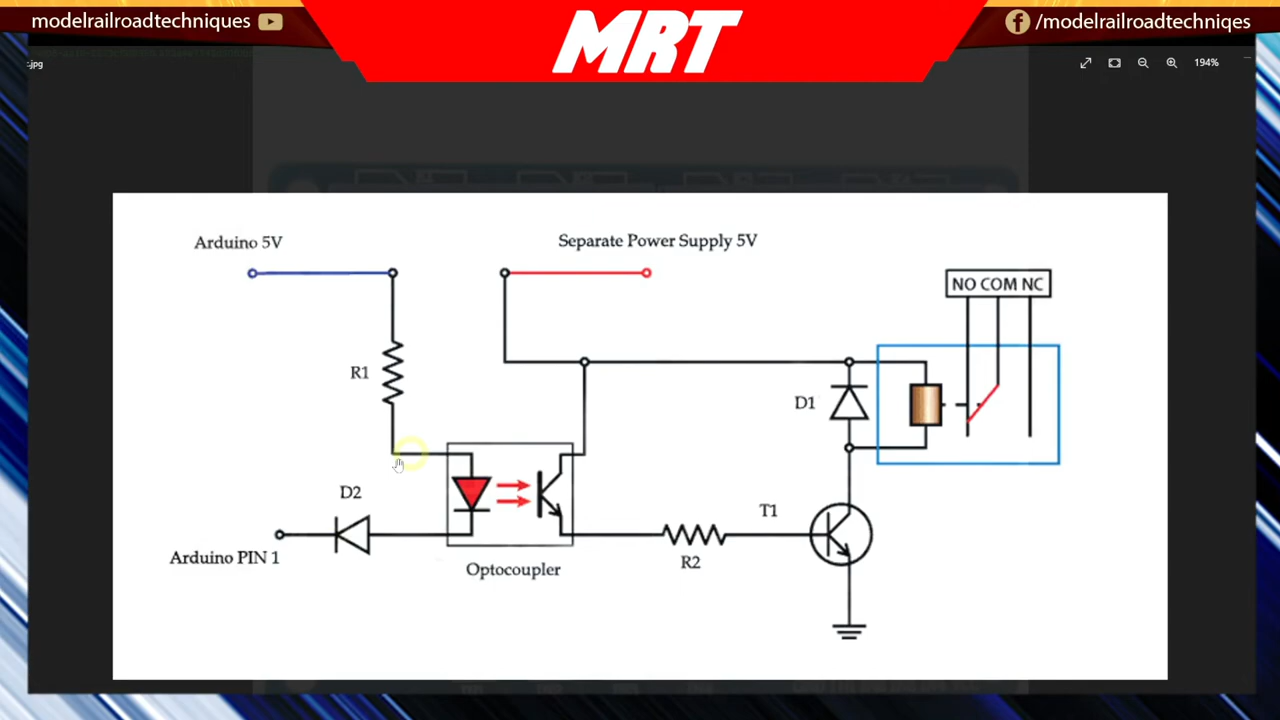 modelrailroadtechniques
MRT
/modelrailroadtechniqes
:.jpg
194%
Arduino 5V
Separate Power Supply 5V
NO COM NC
R1
D1
D2
T1
Arduino PIN 1
R2
Optocoupler